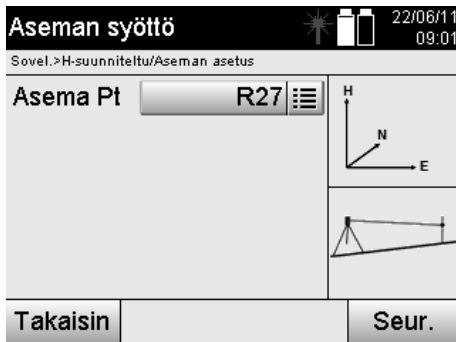 Aseman syöttö
22/06/11
09:01
Sovel.>H-suunniteltu/Aseman asetus
Asema Pt R27
H
N
E
Takaisin Seur.